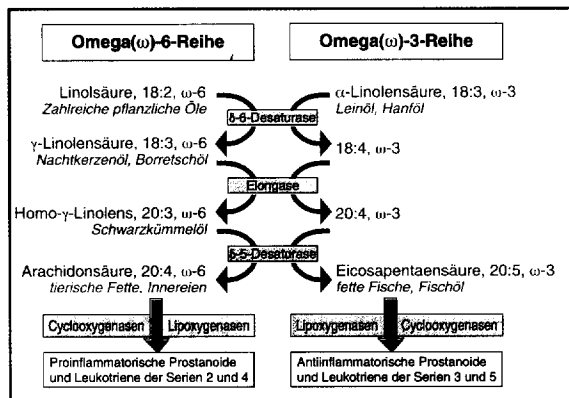 Omega(ω)-6-Reihe
Omega(ω)-3-Reihe
Linolsäure, 18:2, ω-6
Zahlreiche pflanzliche Öle
α-Linolensäure, 18:3, ω-3
Leinöl, Hanföl
δ-6-Desaturase
γ-Linolensäure, 18:3, ω-6
Nachtkerzenöl, Borretschöl
18:4, ω-3
Elongase
Homo-γ-Linolens, 20:3, ω-6
Schwarzkümmelöl
20:4, ω-3
δ-5-Desaturase
Arachidonsäure, 20:4, ω-6
tierische Fette, Innereien
Eicosapentaensäure, 20:5, ω-3
fette Fische, Fischöl
Cyclooxygenasen
Lipoxygenasen
Lipoxygenasen
Cyclooxygenasen
Proinflammatorische Prostanoide
und Leukotriene der Serien 2 und 4
Antiinflammatorische Prostanoide
und Leukotriene der Serien 3 und 5